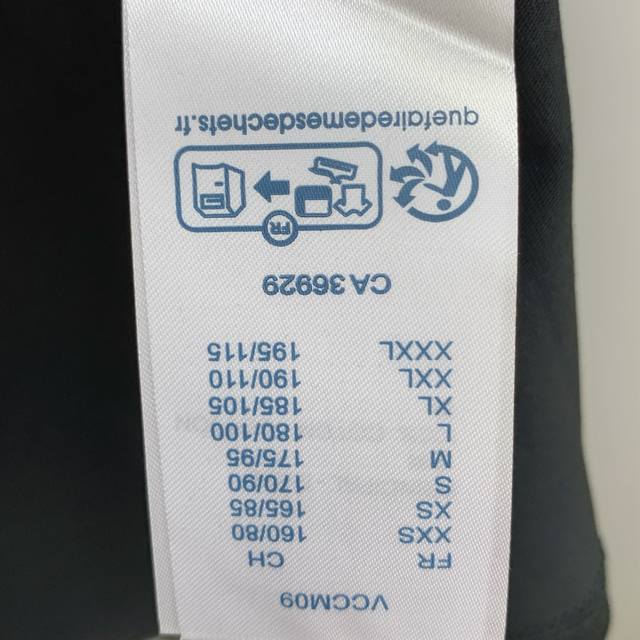 VCCM09
FR CH
XXS 160/80
XS 165/85
S 170/90
M 175/95
L 180/100
XL 185/105
XXL 190/110
XXXL 195/115
CA 36929
FR
quefairedemesdechets.fr